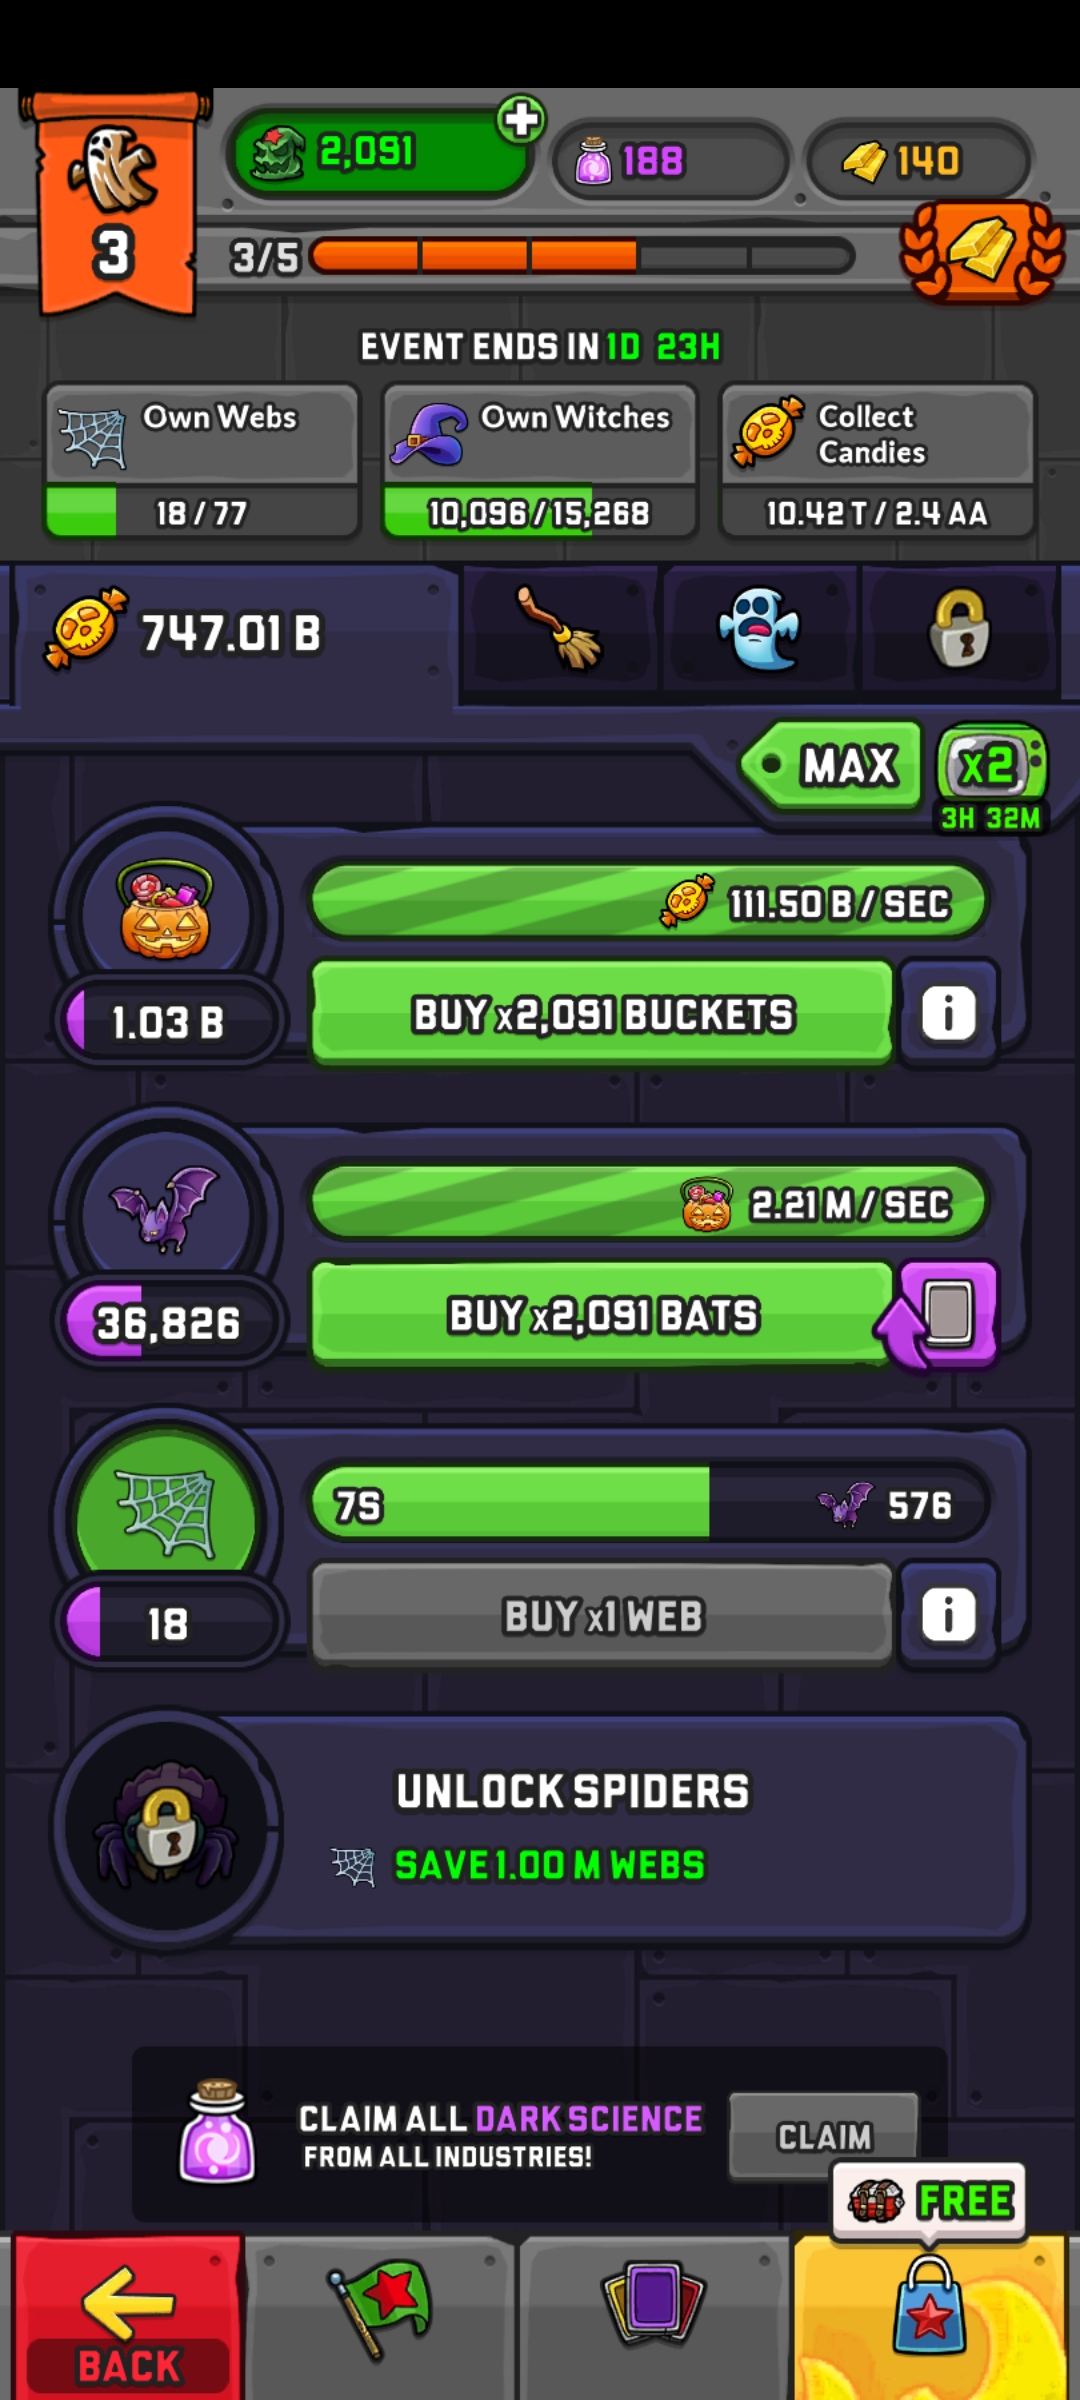 2,091
188
140
3
3/5
EVENT ENDS IN 1D 23H
Own Webs
18 / 77
Own Witches
10,096/15,268
Collect
Candies
10.42 T / 2.4 AA
747.01 B
MAX
x2
3H 32M
111.50 B / SEC
1.03 B
BUY x2,091 BUCKETS
i
2.21 M / SEC
36,826
BUY x2,091 BATS
7S
576
18
BUY x1 WEB
i
UNLOCK SPIDERS
SAVE 1.00 M WEBS
CLAIM ALL DARK SCIENCE
FROM ALL INDUSTRIES!
CLAIM
FREE
BACK